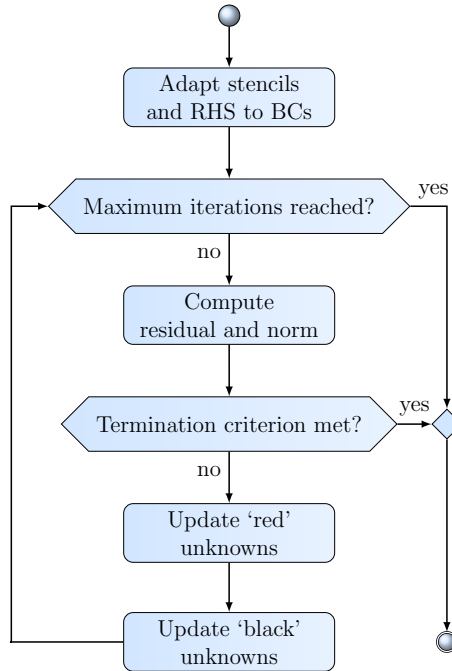 Adapt stencils
and RHS to BCs
Maximum iterations reached?
yes
no
Compute
residual and norm
Termination criterion met?
yes
no
Update ‘red’
unknowns
Update ‘black’
unknowns